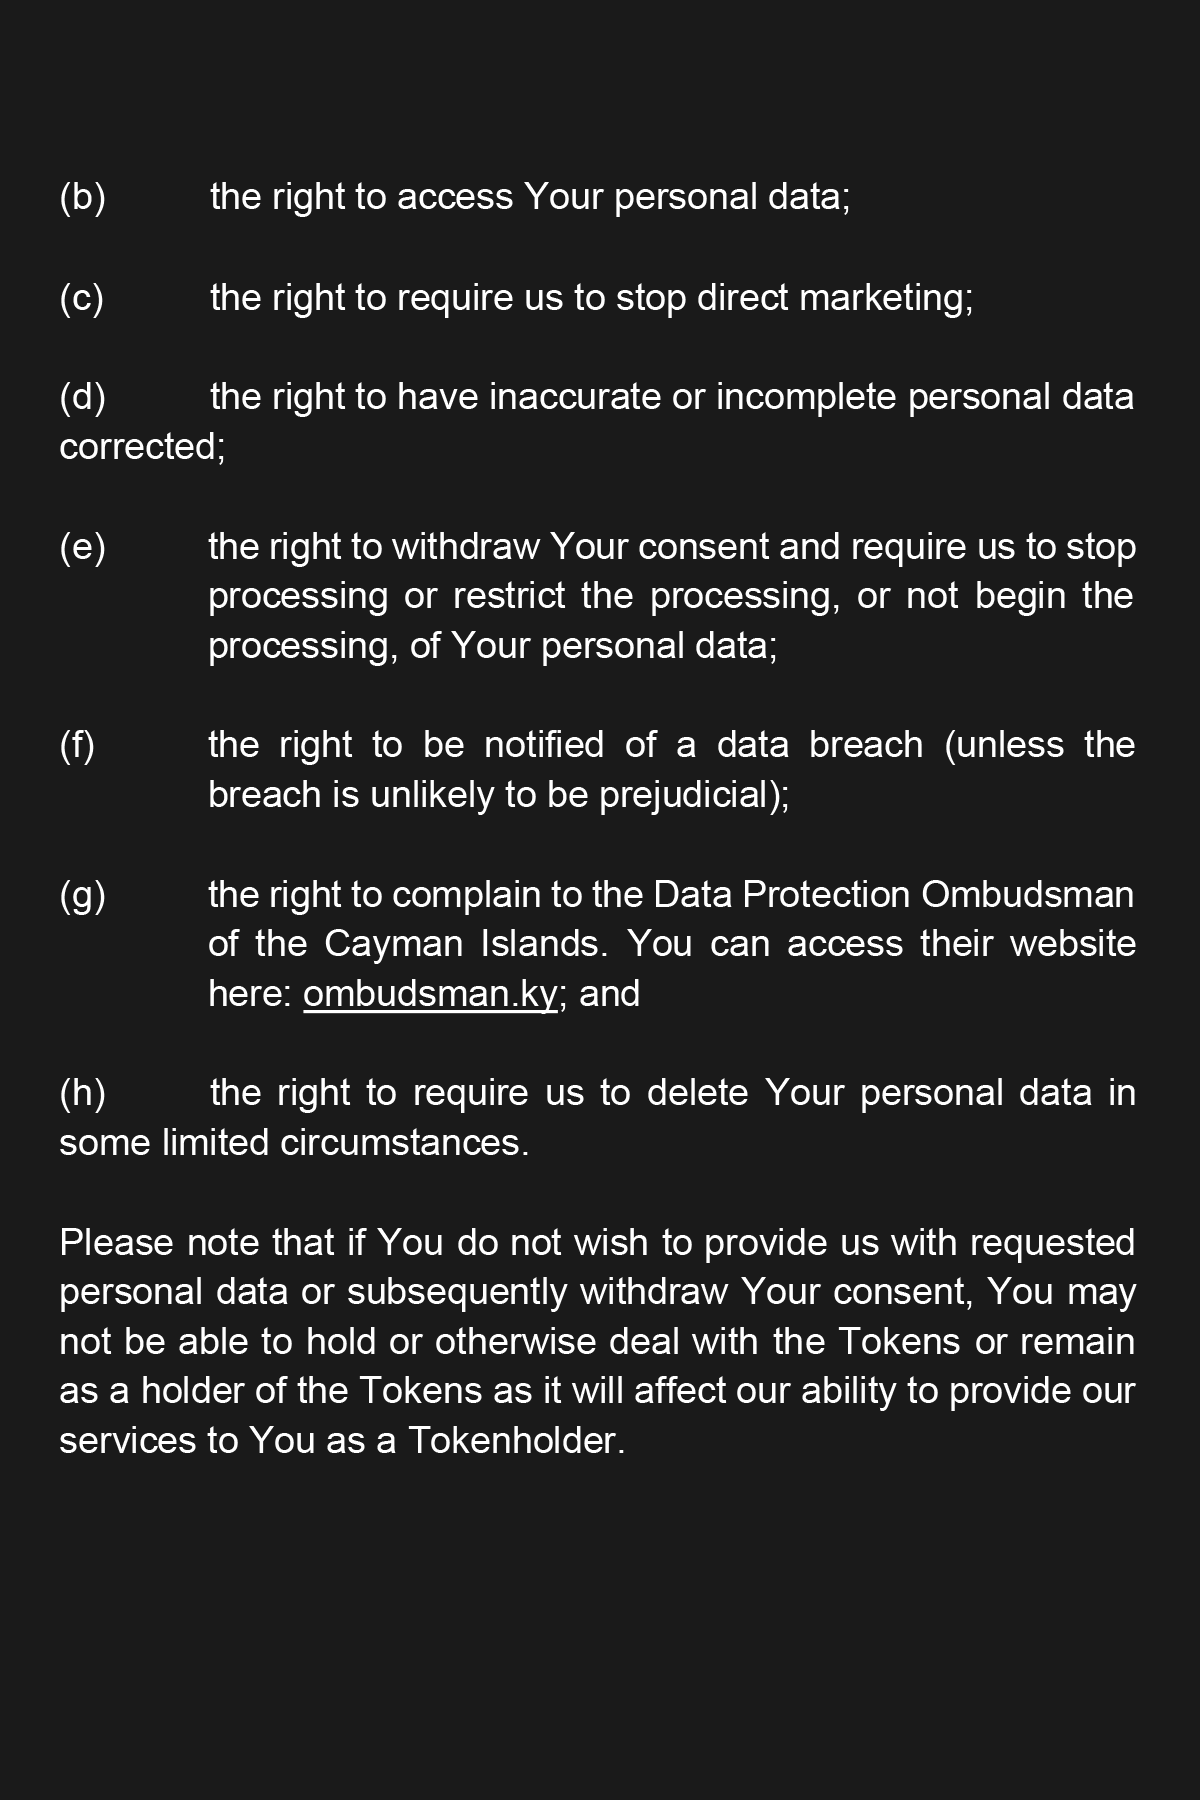 (b) the right to access Your personal data;
(c) the right to require us to stop direct marketing;
(d) the right to have inaccurate or incomplete personal data
corrected;
(e) the right to withdraw Your consent and require us to stop
processing or restrict the processing, or not begin the
processing, of Your personal data;
(f) the right to be notified of a data breach (unless the
breach is unlikely to be prejudicial);
(g) the right to complain to the Data Protection Ombudsman
of the Cayman Islands. You can access their website
here: ombudsman.ky; and
(h) the right to require us to delete Your personal data in
some limited circumstances.
Please note that if You do not wish to provide us with requested
personal data or subsequently withdraw Your consent, You may
not be able to hold or otherwise deal with the Tokens or remain
as a holder of the Tokens as it will affect our ability to provide our
services to You as a Tokenholder.